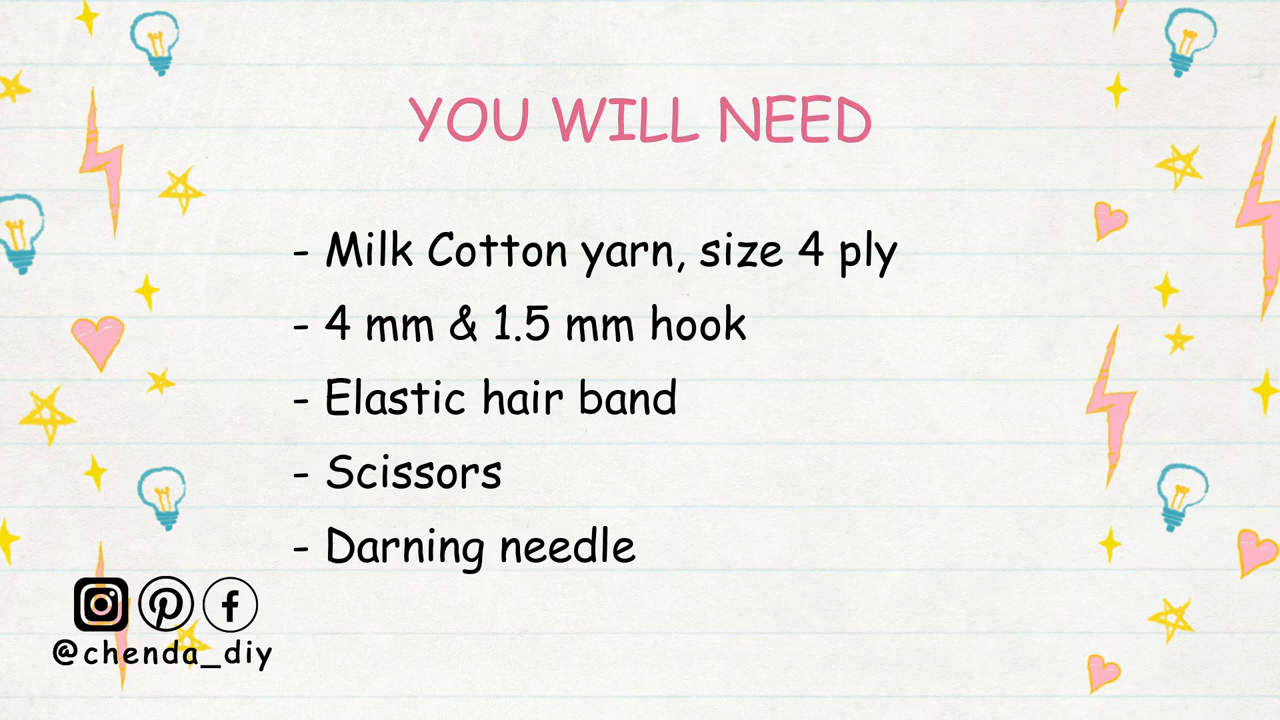 YOU WILL NEED
- Milk Cotton yarn, size 4 ply
- 4 mm & 1.5 mm hook
- Elastic hair band
- Scissors
- Darning needle
@chenda_diy